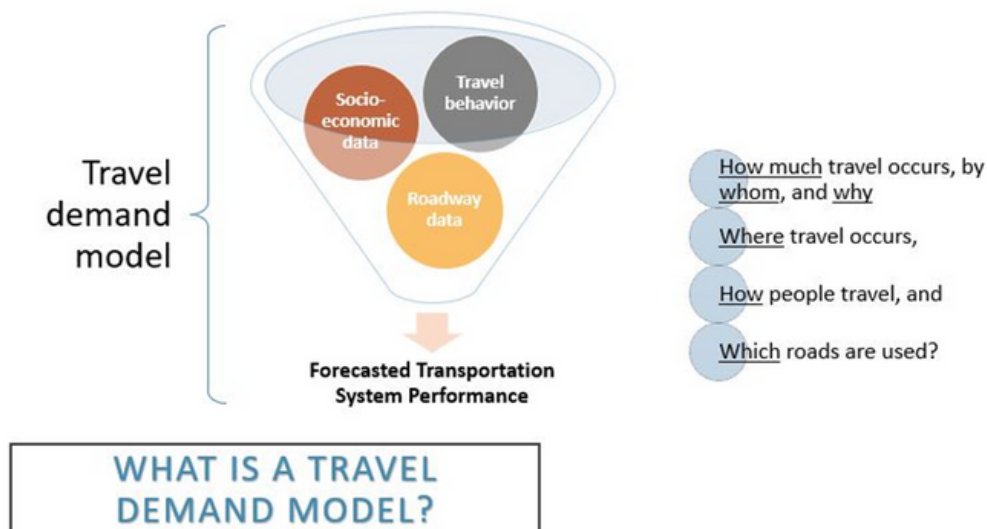 Travel
demand
model
Socio-
economic
data
Travel
behavior
Roadway
data
Forecasted Transportation
System Performance
How much travel occurs, by
whom, and why
Where travel occurs,
How people travel, and
Which roads are used?
WHAT IS A TRAVEL
DEMAND MODEL?